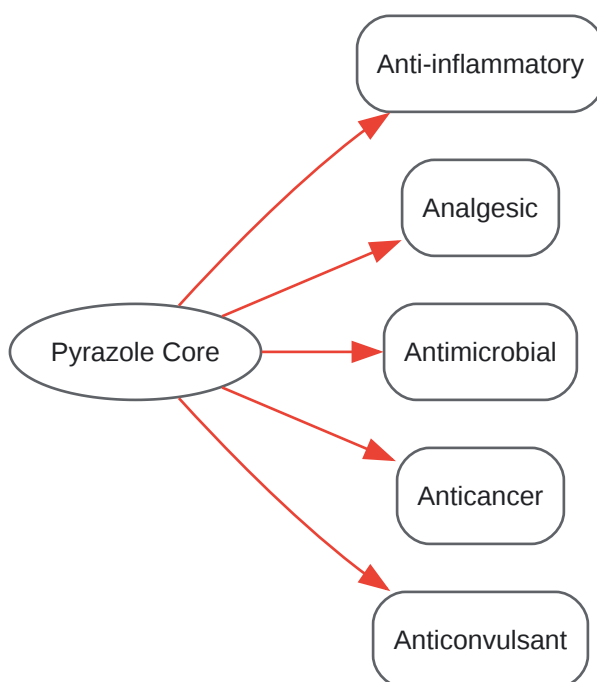 Anti-inflammatory
Analgesic
Pyrazole Core
Antimicrobial
Anticancer
Anticonvulsant